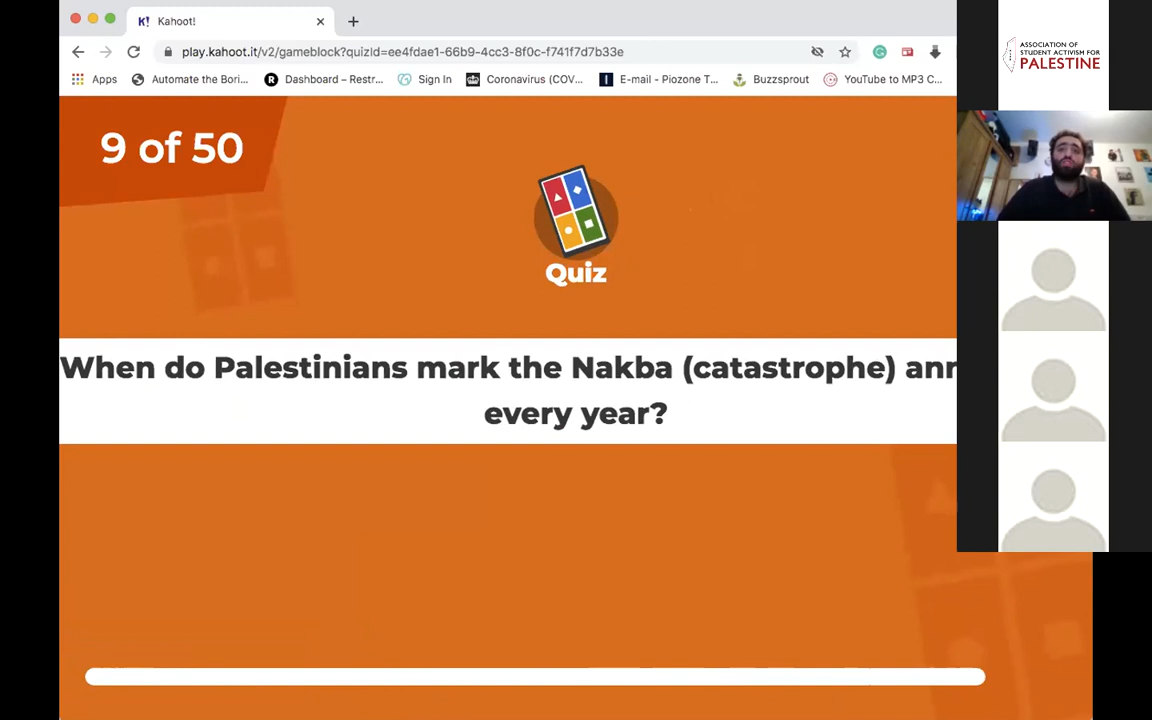 Kahoot!
play.kahoot.it/v2/gameblock?quizid=ee4fdae1-66b9-4cc3-8f0c-f741f7d7b33e
Apps Automate the Bori... Dashboard – Restr... Sign In Coronavirus (COV... E-mail - Piozone T... Buzzsprout YouTube to MP3 C...
ASSOCIATION OF
STUDENT ACTIVISM FOR
PALESTINE
9 of 50
Quiz
When do Palestinians mark the Nakba (catastrophe) ann
every year?